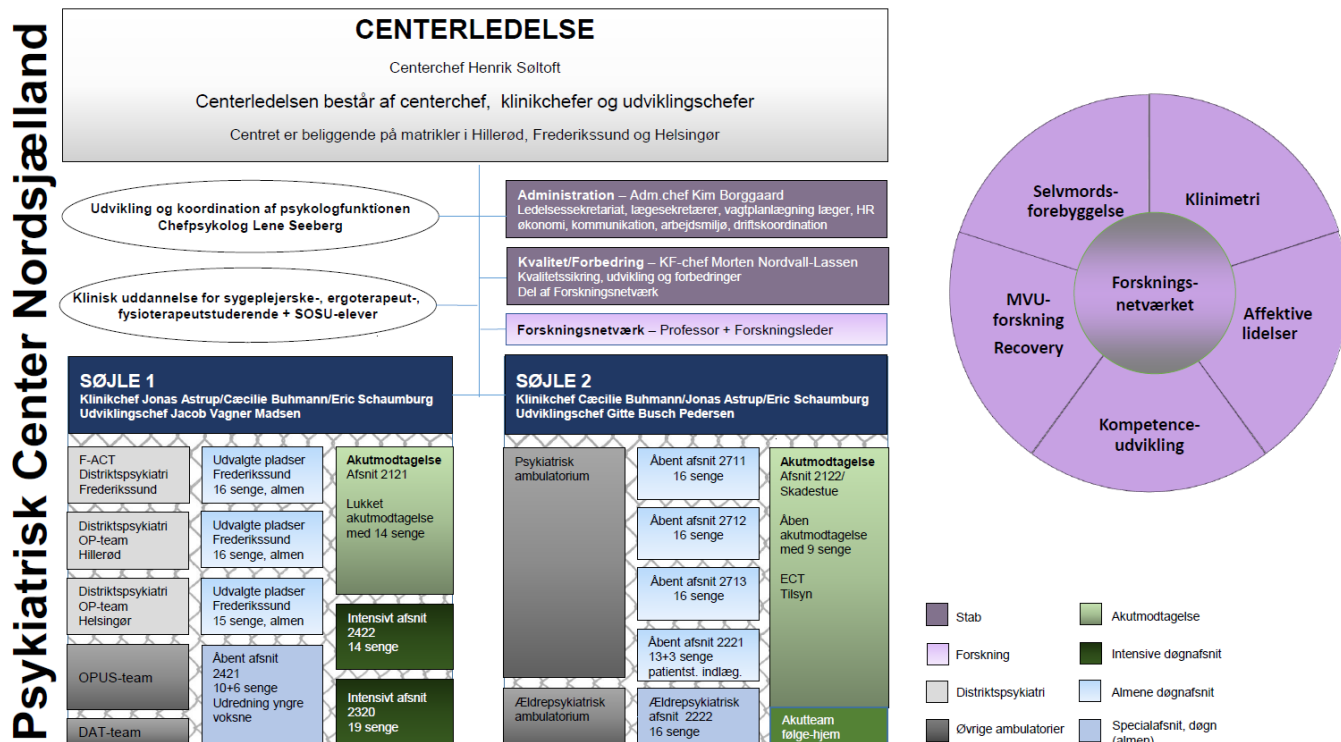 Psykiatrisk Center Nordsjælland
CENTERLEDELSE
Centerchef Henrik Søltoft
Centerledelsen består af centerchef, klinikchefer og udviklingschefer
Centret er beliggende på matrikler i Hillerød, Frederikssund og Helsingør
Udvikling og koordination af psykologfunktionen
Chefpsykolog Lene Seeberg
Administration – Adm.chef Kim Borggaard
Ledelsessekretariat, lægesekretærer, vagtplanlægning læger, HR
økonomi, kommunikation, arbejdsmiljø, driftskoordination
Kvalitet/Forbedring – KF-chef Morten Nordvall-Lassen
Kvalitetssikring, udvikling og forbedringer
Del af Forskningsnetværk
Klinisk uddannelse for sygeplejerske-, ergoterapeut-,
fysioterapeutstuderende + SOSU-elever
Forskningsnetværk – Professor + Forskningsleder
SØJLE 1
Klinikchef Jonas Astrup/Cæcilie Buhmann/Eric Schaumburg
Udviklingschef Jacob Vagner Madsen
F-ACT
Distriktspsykiatri
Frederikssund
Distriktspsykiatri
OP-team
Hillerød
Distriktspsykiatri
OP-team
Helsingør
OPUS-team
DAT-team
Udvalgte pladser
Frederikssund
16 senge, almen
Udvalgte pladser
Frederikssund
16 senge, almen
Udvalgte pladser
Frederikssund
15 senge, almen
Åbent afsnit
2421
10+6 senge
Udredning yngre
voksne
Akutmodtagelse
Afsnit 2121
Lukket
akutmodtagelse
med 14 senge
Intensivt afsnit
2422
14 senge
Intensivt afsnit
2320
19 senge
SØJLE 2
Klinikchef Cæcilie Buhmann/Jonas Astrup/Eric Schaumburg
Udviklingschef Gitte Busch Pedersen
Psykiatrisk
ambulatorium
Ældrepsykiatrisk
ambulatorium
Åbent afsnit 2711
16 senge
Åbent afsnit 2712
16 senge
Åbent afsnit 2713
16 senge
Åbent afsnit 2221
13+3 senge
patientst. indlæg.
Ældrepsykiatrisk
afsnit 2222
16 senge
Akutmodtagelse
Afsnit 2122/
Skadestue
Åben
akutmodtagelse
med 9 senge
ECT
Tilsyn
Akutteam
følge-hjem
Selvmords-
forebyggelse
Klinimetri
Forsknings-
netværket
MVU-
forskning
Recovery
Affektive
lidelser
Kompetence-
udvikling
Stab
Forskning
Distriktspsykiatri
Øvrige ambulatorier
Akutmodtagelse
Intensive døgnafsnit
Almene døgnafsnit
Specialafsnit, døgn
(almen)